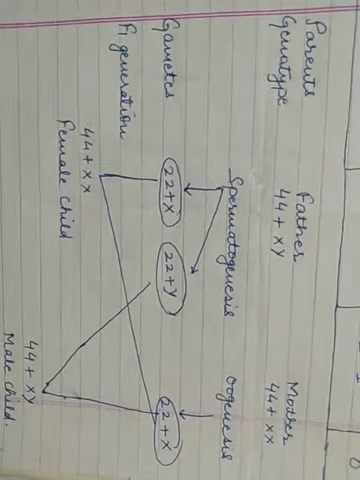 Parents Father Mother
Genotype 44 + xy 44 + xx
Spermatogenesis Oogenesis
Gametes 22+x 22+y 22+x
F1 generation
44 + xx 44 + xy
Female child Male child.